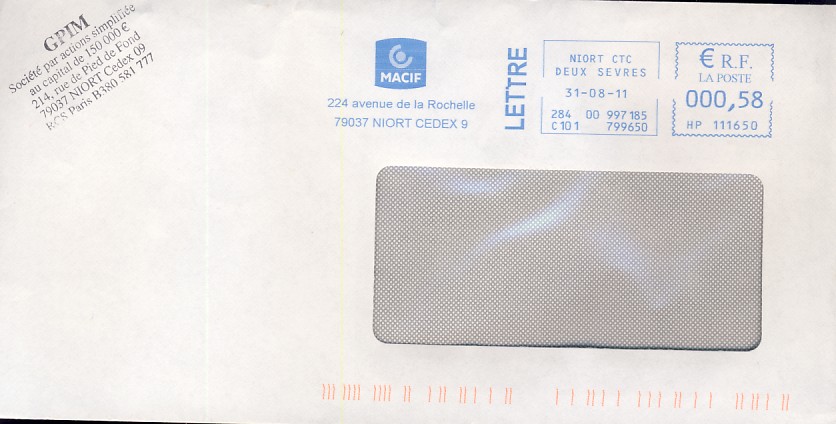 GPIM
Société par actions simplifiée
au capital de 150 000 €
214, rue de Pied de Fond
79037 NIORT Cedex 09
RCS Paris B380 581 777
MACIF
224 avenue de la Rochelle
79037 NIORT CEDEX 9
LETTRE
NIORT CTC
DEUX SEVRES
31-08-11
284 00 997185
C101 799650
€ R.F.
LA POSTE
000,58
HP 111650